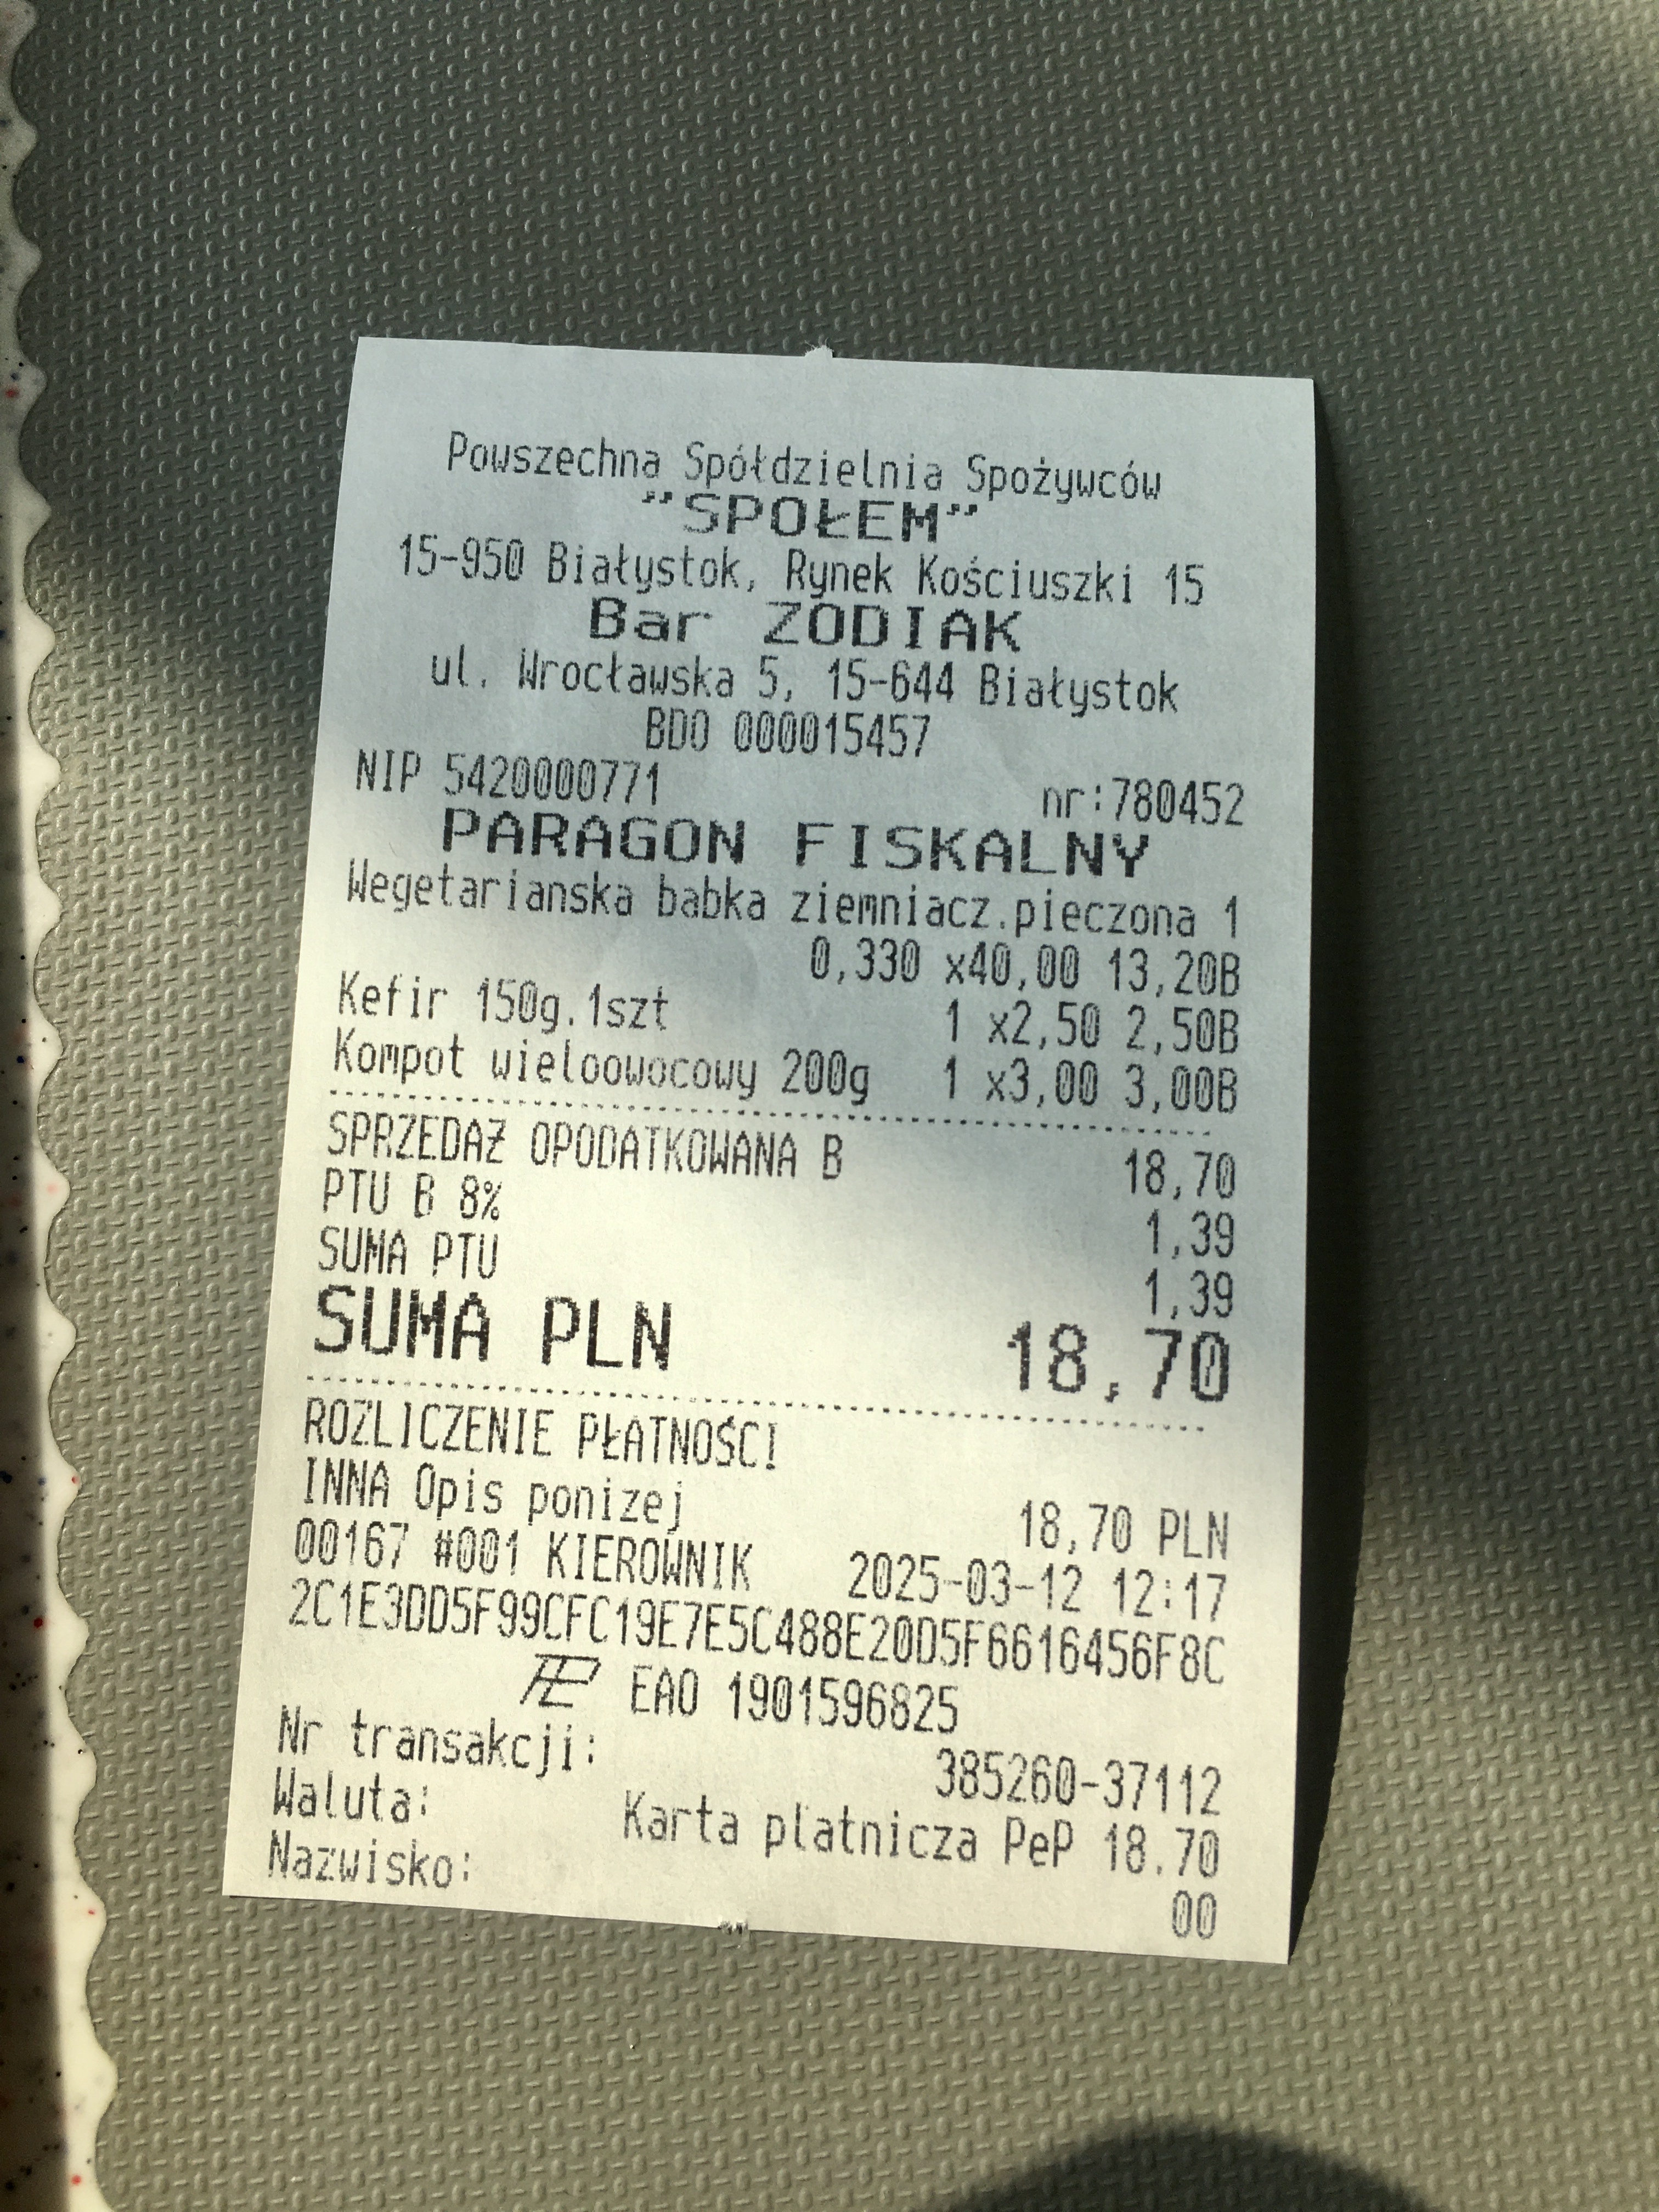 Powszechna Spółdzielnia Spożywców
"SPOŁEM"
15-950 Białystok, Rynek Kościuszki 15
Bar ZODIAK
ul. Wrocławska 5, 15-644 Białystok
BDO 000015457
NIP 5420000771 nr:780452
PARAGON FISKALNY
Wegetarianska babka ziemniacz.pieczona 1
0,330 x40,00 13,20B
Kefir 150g.1szt 1 x2,50 2,50B
Kompot wieloowocowy 200g 1 x3,00 3,00B
SPRZEDAŻ OPODATKOWANA B 18,70
PTU B 8% 1,39
SUMA PTU 1,39
SUMA PLN 18,70
ROZLICZENIE PŁATNOŚCI
INNA Opis ponizej 18,70 PLN
00167 #001 KIEROWNIK 2025-03-12 12:17
2C1E3DD5F99CFC19E7E5C488E20D5F6616456F8C
EAO 1901596825
Nr transakcji: 385260-37112
Waluta: Karta platnicza PeP 18.70
Nazwisko: 00